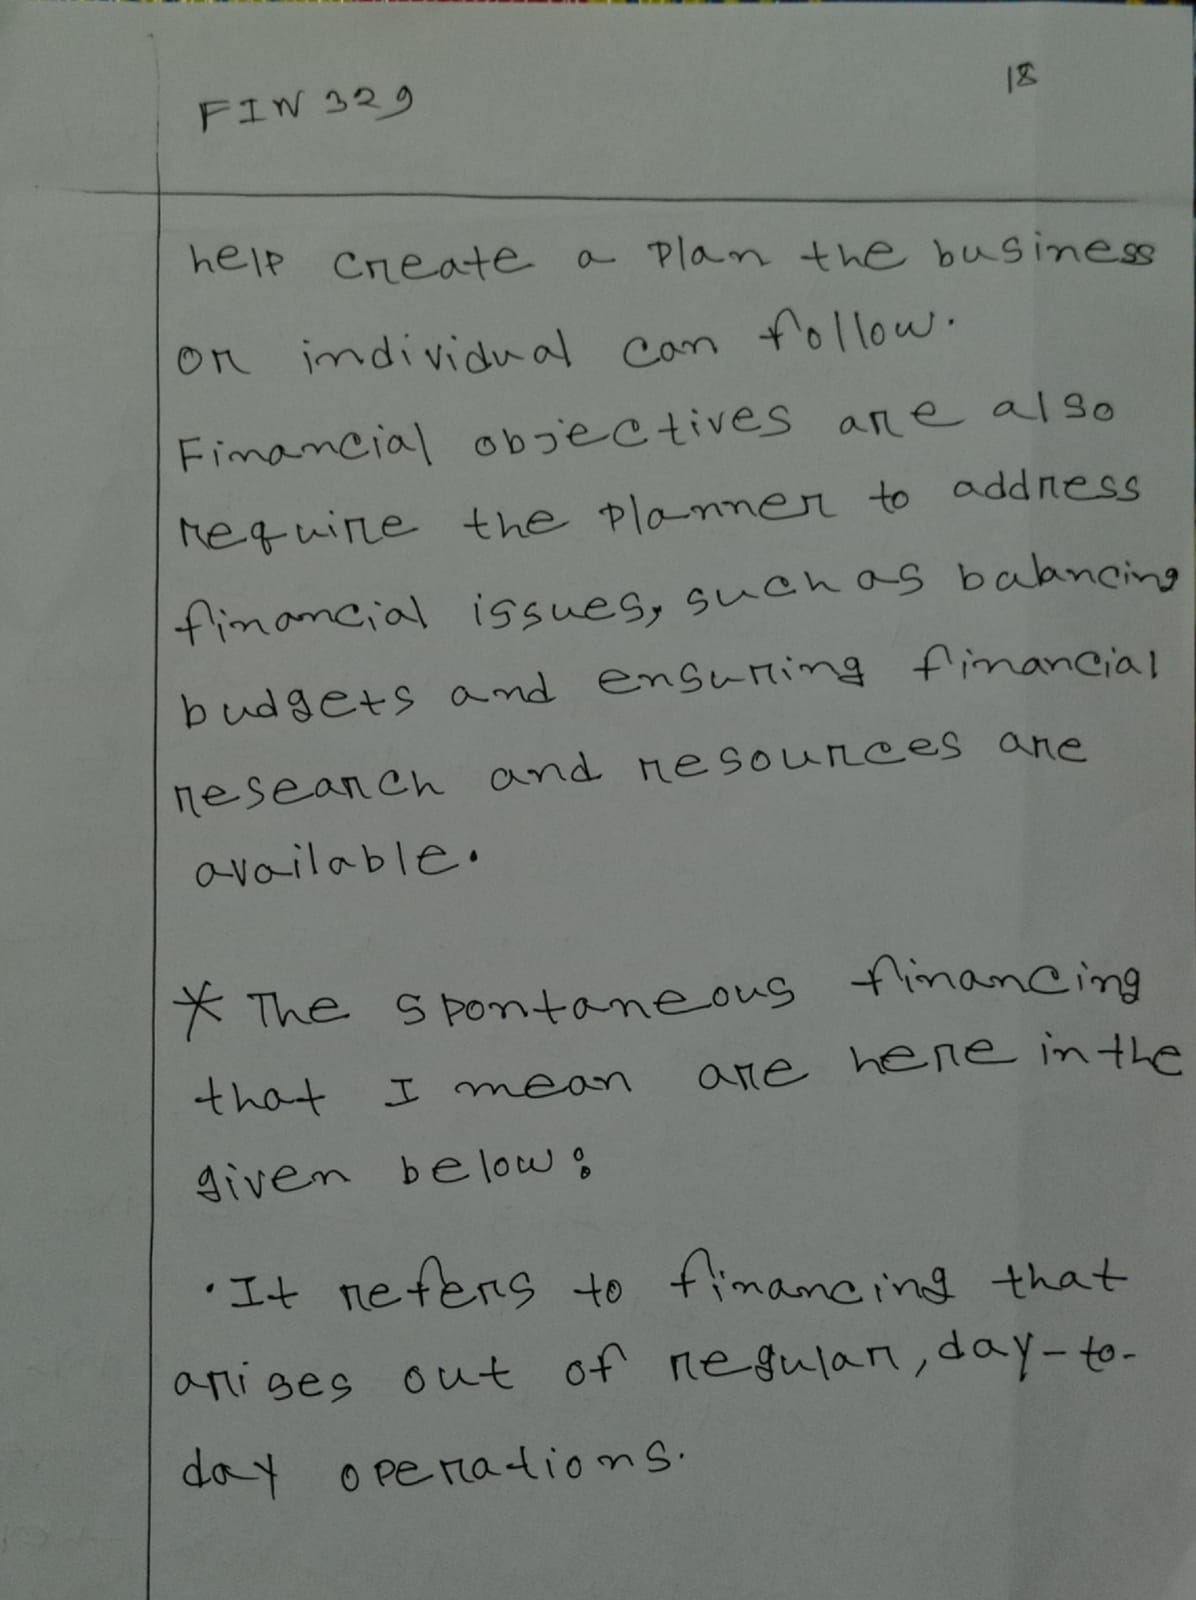 FIN 329
18
help create a plan the business
or individual can follow.
Financial objectives are also
require the planner to address
financial issues, such as balancing
budgets and ensuring financial
research and resources are
available.
* The spontaneous financing
that I mean are here in the
given below:
• It refers to financing that
arises out of regular, day-to-
day operations.